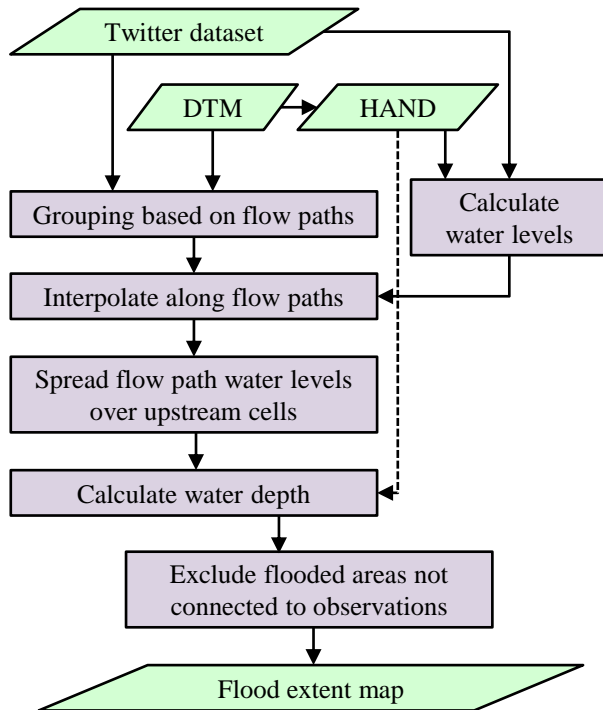 Twitter dataset
DTM
HAND
Grouping based on flow paths
Calculate
water levels
Interpolate along flow paths
Spread flow path water levels
over upstream cells
Calculate water depth
Exclude flooded areas not
connected to observations
Flood extent map